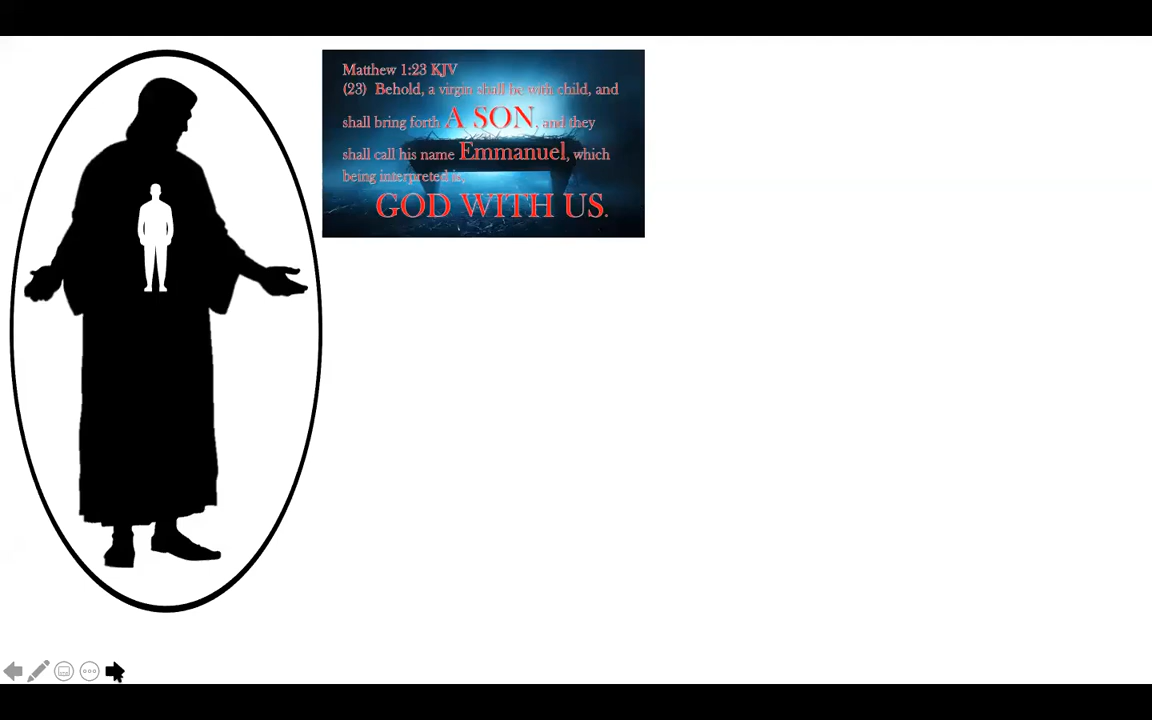 Matthew 1:23 KJV
(23) Behold, a virgin shall be with child, and
shall bring forth A SON, and they
shall call his name Emmanuel, which
being interpreted is,
GOD WITH US.